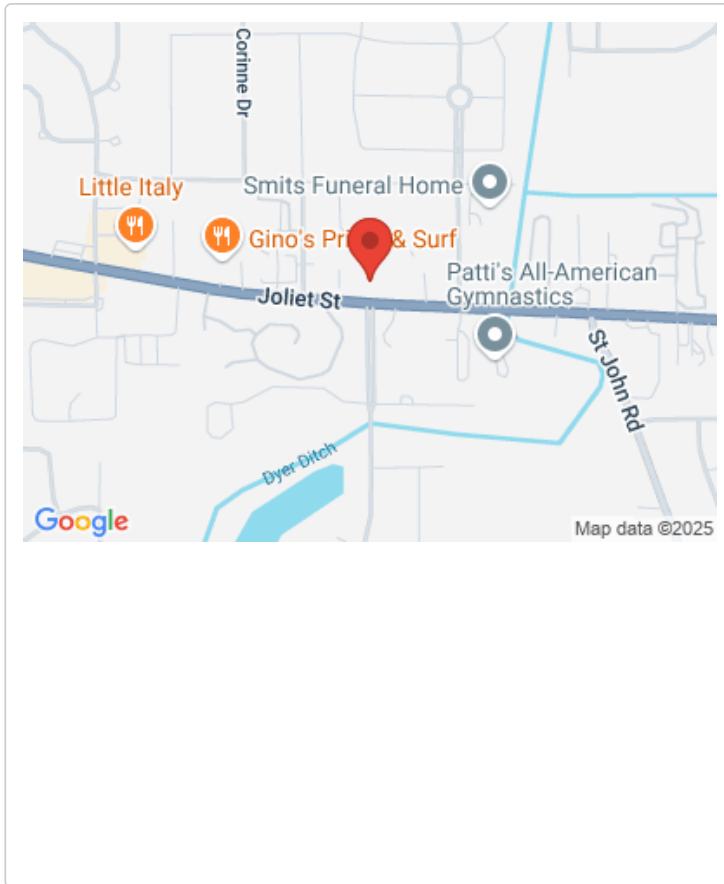 Corinne Dr
Little Italy
Smits Funeral Home
Gino's Pri & Surf
Patti's All-American
Gymnastics
Joliet St
St John Rd
Dyer Ditch
Google
Map data ©2025